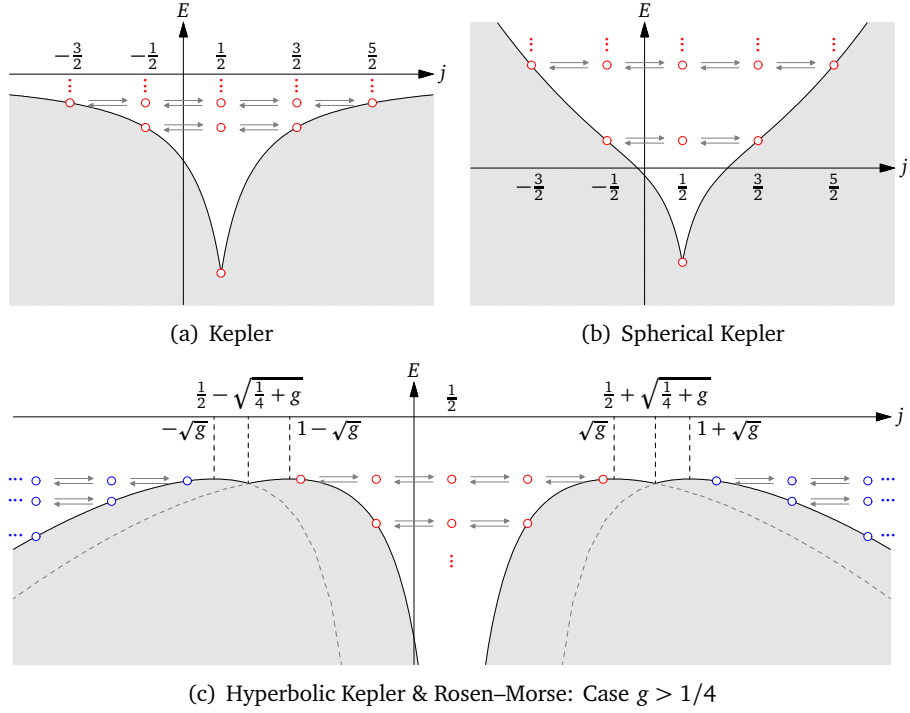 E
E
−3/2 −1/2 1/2 3/2 5/2
j
j
−3/2 −1/2 1/2 3/2 5/2
(a) Kepler
(b) Spherical Kepler
E
1/2 − √(1/4 + g)
1/2
1/2 + √(1/4 + g)
j
−√g
1 − √g
√g
1 + √g
(c) Hyperbolic Kepler & Rosen–Morse: Case g > 1/4